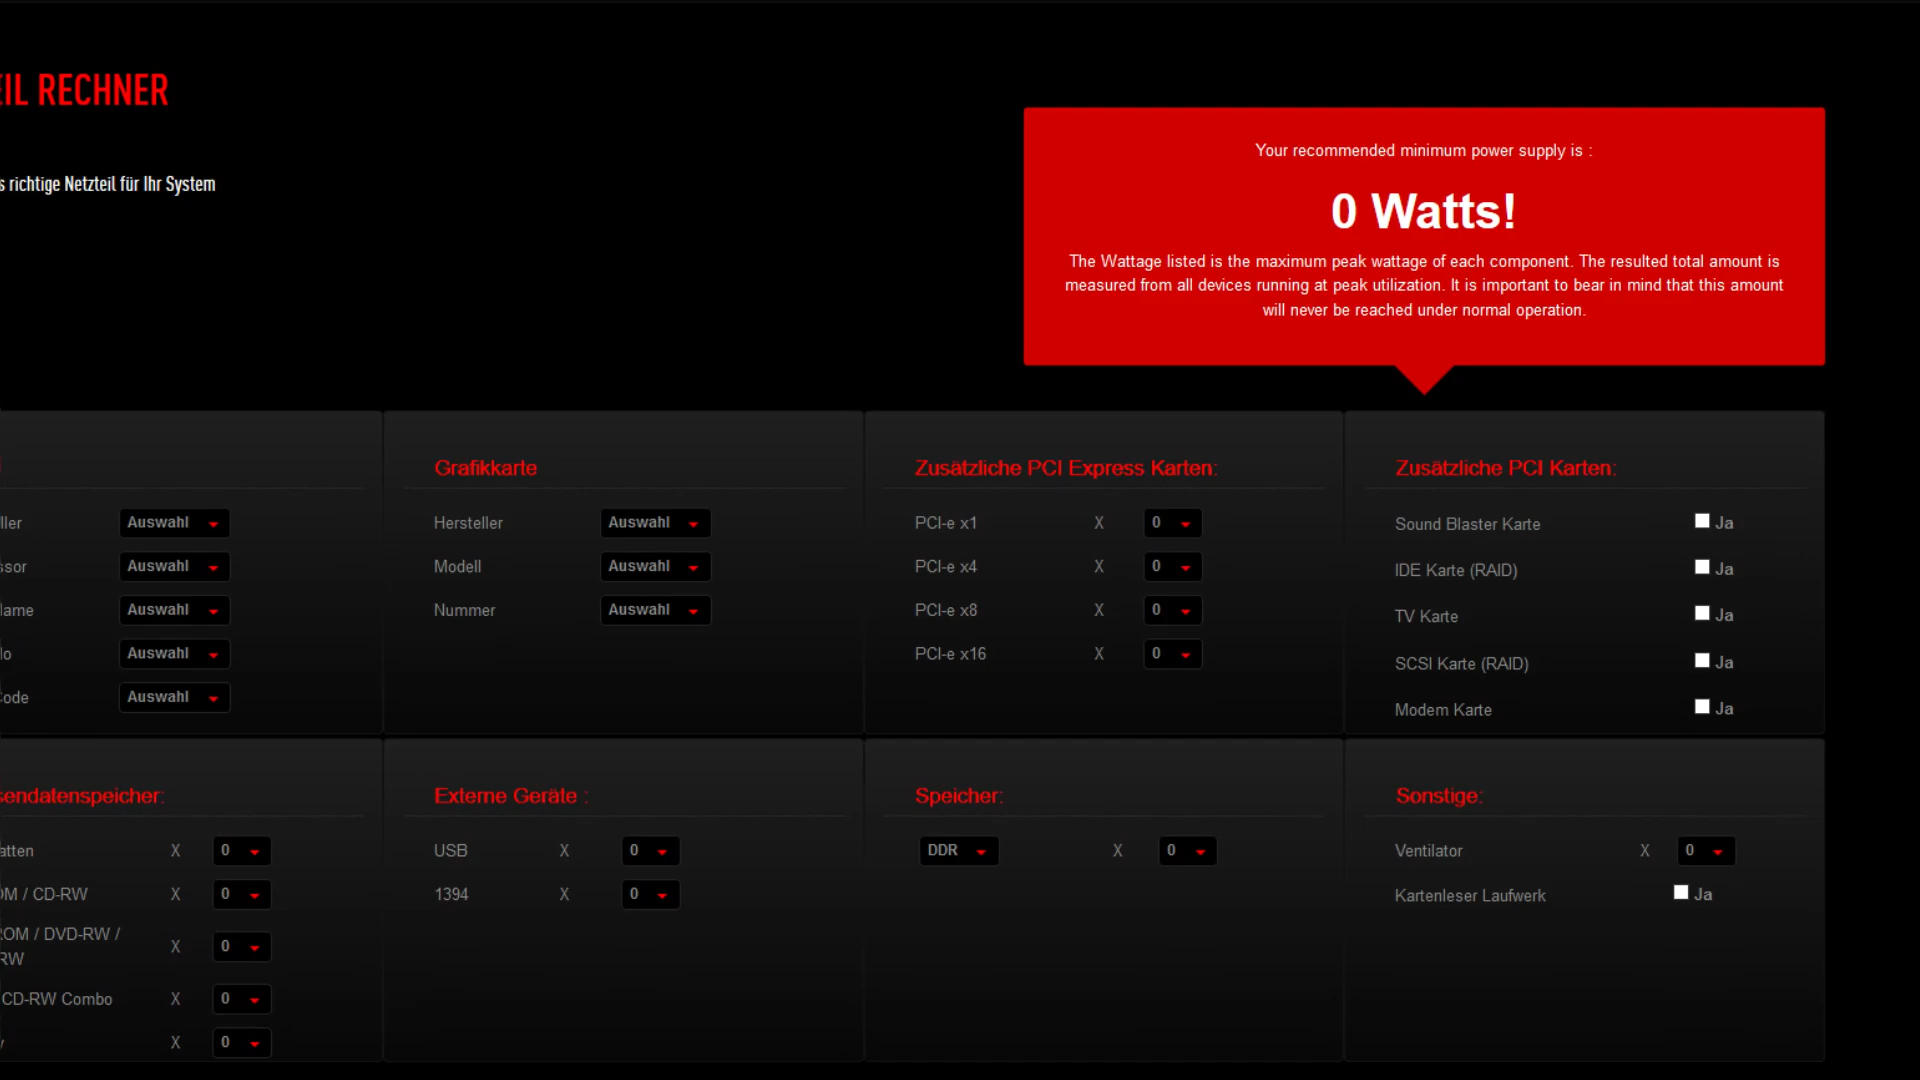 EIL RECHNER
s richtige Netzteil für Ihr System
Your recommended minimum power supply is :
0 Watts!
The Wattage listed is the maximum peak wattage of each component. The resulted total amount is
measured from all devices running at peak utilization. It is important to bear in mind that this amount
will never be reached under normal operation.
ller Auswahl
ssor Auswahl
lame Auswahl
lo Auswahl
Code Auswahl
Grafikkarte
Hersteller Auswahl
Modell Auswahl
Nummer Auswahl
Zusätzliche PCI Express Karten:
PCI-e x1 X 0
PCI-e x4 X 0
PCI-e x8 X 0
PCI-e x16 X 0
Zusätzliche PCI Karten:
Sound Blaster Karte Ja
IDE Karte (RAID) Ja
TV Karte Ja
SCSI Karte (RAID) Ja
Modem Karte Ja
sendatenspeicher:
atten X 0
OM / CD-RW X 0
ROM / DVD-RW /
RW X 0
CD-RW Combo X 0
y X 0
Externe Geräte :
USB X 0
1394 X 0
Speicher:
DDR X 0
Sonstige:
Ventilator X 0
Kartenleser Laufwerk Ja